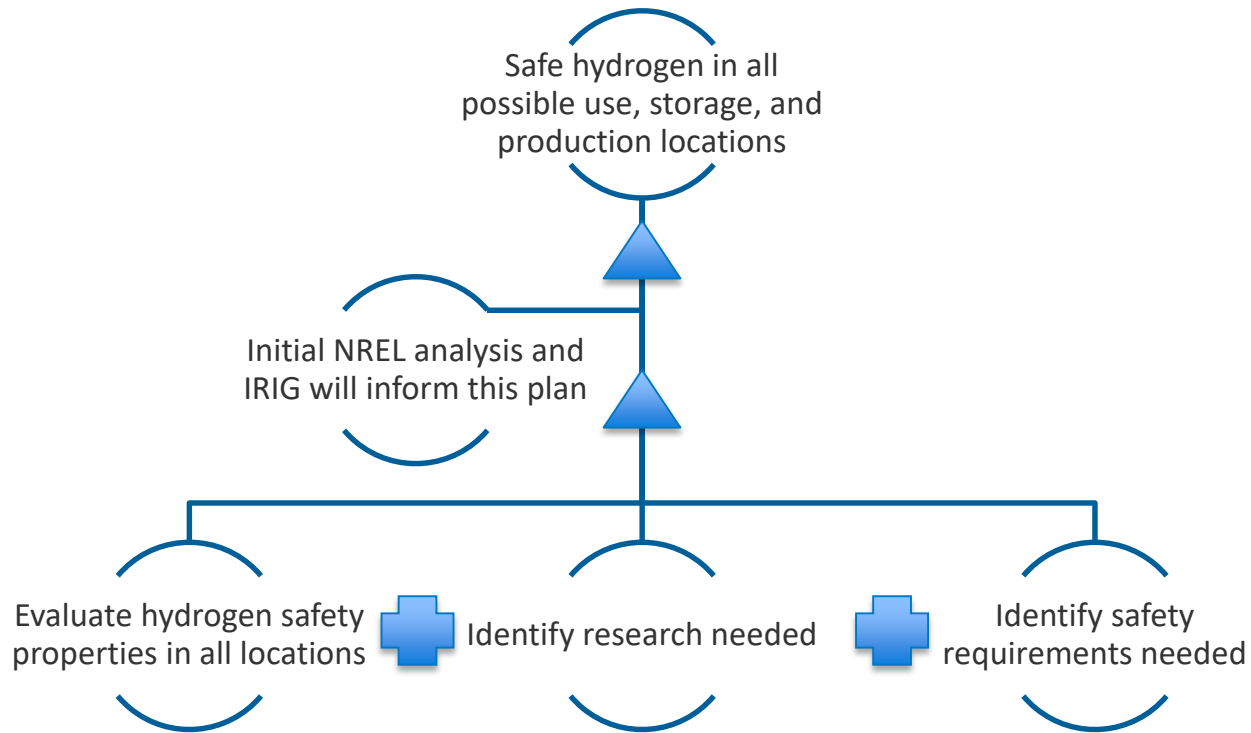 Safe hydrogen in all
possible use, storage, and
production locations
Initial NREL analysis and
IRIG will inform this plan
Evaluate hydrogen safety
properties in all locations
Identify research needed
Identify safety
requirements needed